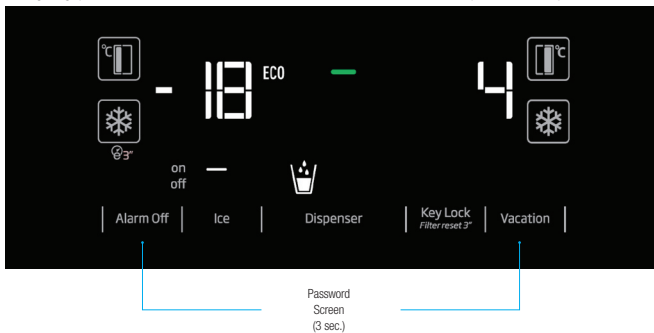 °C
°C
-18
ECO
4
3"
on
off
Alarm Off
Ice
Dispenser
Key Lock
Filter reset 3"
Vacation
Password
Screen
(3 sec.)